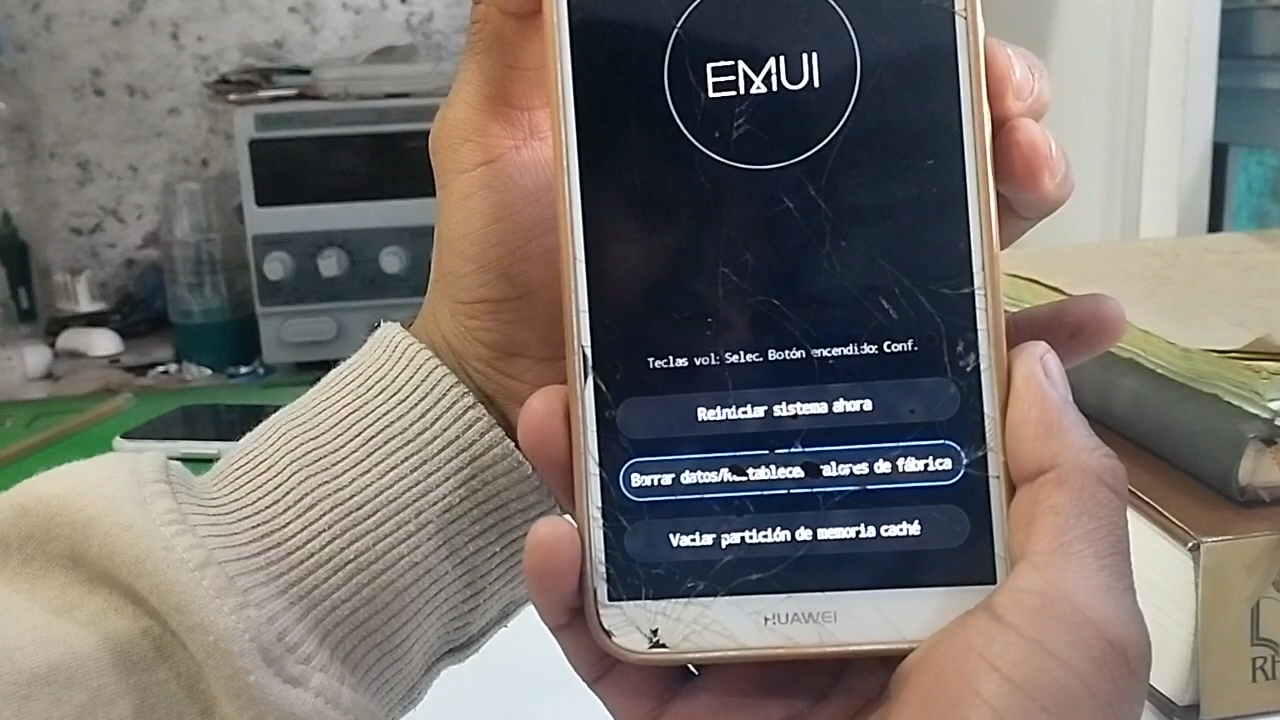 EMUI
Teclas vol: Selec. Botón encendido: Conf.
Reiniciar sistema ahora
Borrar datos/Restablecer valores de fábrica
Vaciar partición de memoria caché
HUAWEI